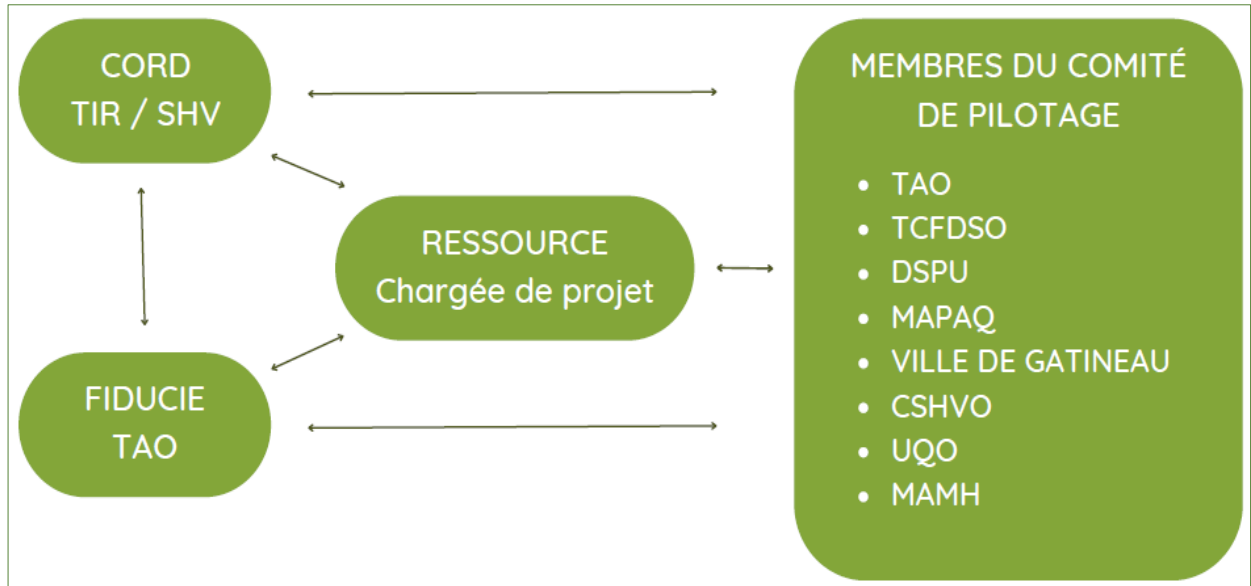 CORD
TIR / SHV
FIDUCIE
TAO
RESSOURCE
Chargée de projet
MEMBRES DU COMITÉ
DE PILOTAGE
• TAO
• TCFDSO
• DSPU
• MAPAQ
• VILLE DE GATINEAU
• CSHVO
• UQO
• MAMH